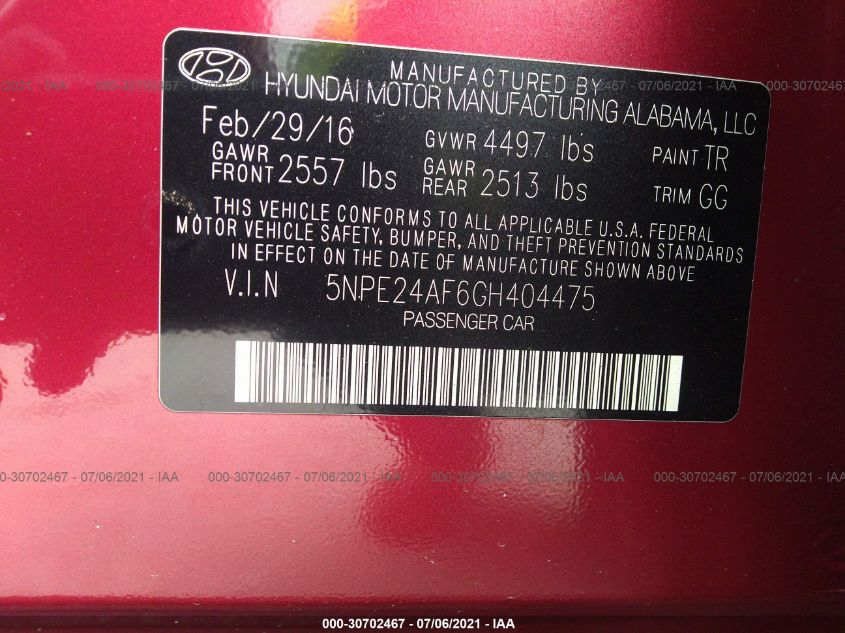 MANUFACTURED BY
HYUNDAI MOTOR MANUFACTURING ALABAMA, LLC
Feb/29/16 GVWR 4497 lbs PAINT TR
GAWR FRONT 2557 lbs GAWR REAR 2513 lbs TRIM GG
THIS VEHICLE CONFORMS TO ALL APPLICABLE U.S.A. FEDERAL
MOTOR VEHICLE SAFETY, BUMPER, AND THEFT PREVENTION STANDARDS
IN EFFECT ON THE DATE OF MANUFACTURE SHOWN ABOVE
V.I.N 5NPE24AF6GH404475
PASSENGER CAR
000-30702467 - 07/06/2021 - IAA